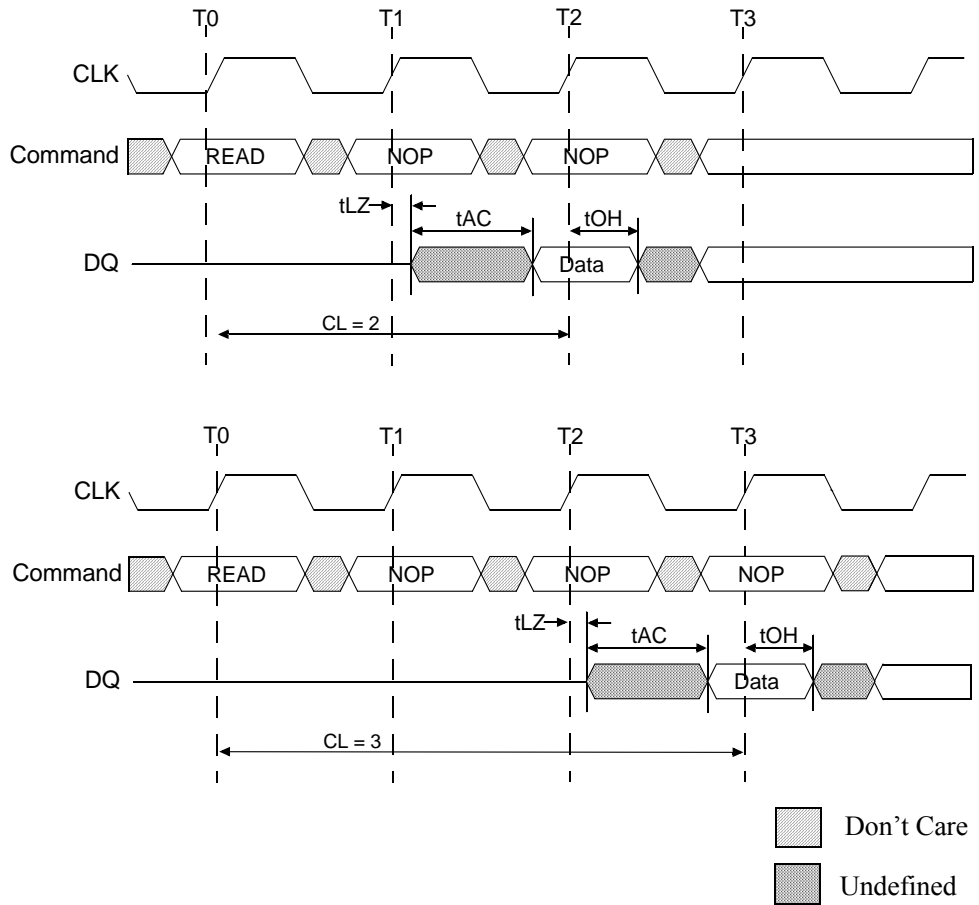 T0 T1 T2 T3
CLK
Command READ NOP NOP
tLZ tAC tOH
DQ Data
CL = 2
T0 T1 T2 T3
CLK
Command READ NOP NOP NOP
tLZ tAC tOH
DQ Data
CL = 3
Don't Care
Undefined